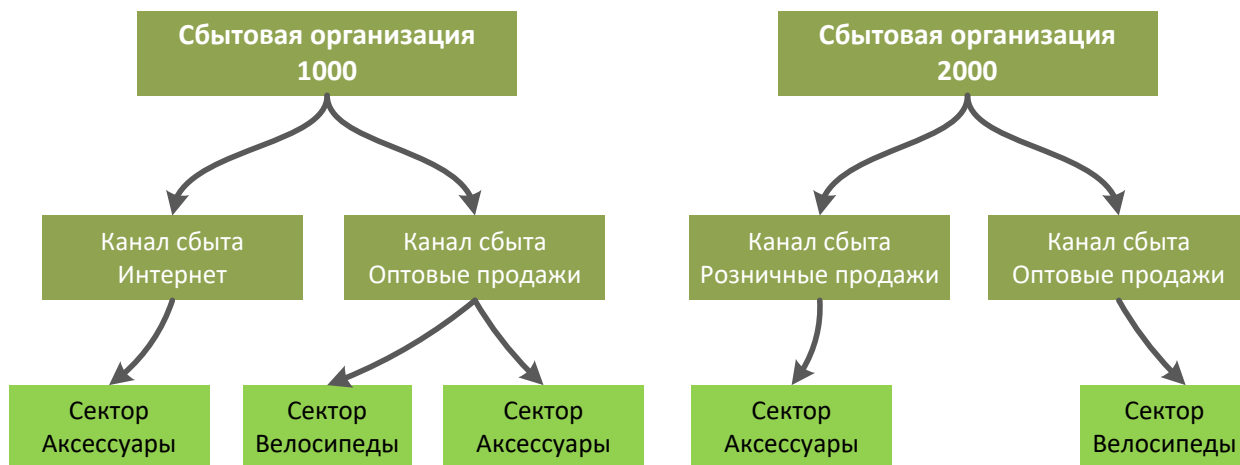 Сбытовая организация
1000
Сбытовая организация
2000
Канал сбыта
Интернет
Канал сбыта
Оптовые продажи
Канал сбыта
Розничные продажи
Канал сбыта
Оптовые продажи
Сектор
Аксессуары
Сектор
Велосипеды
Сектор
Аксессуары
Сектор
Аксессуары
Сектор
Велосипеды